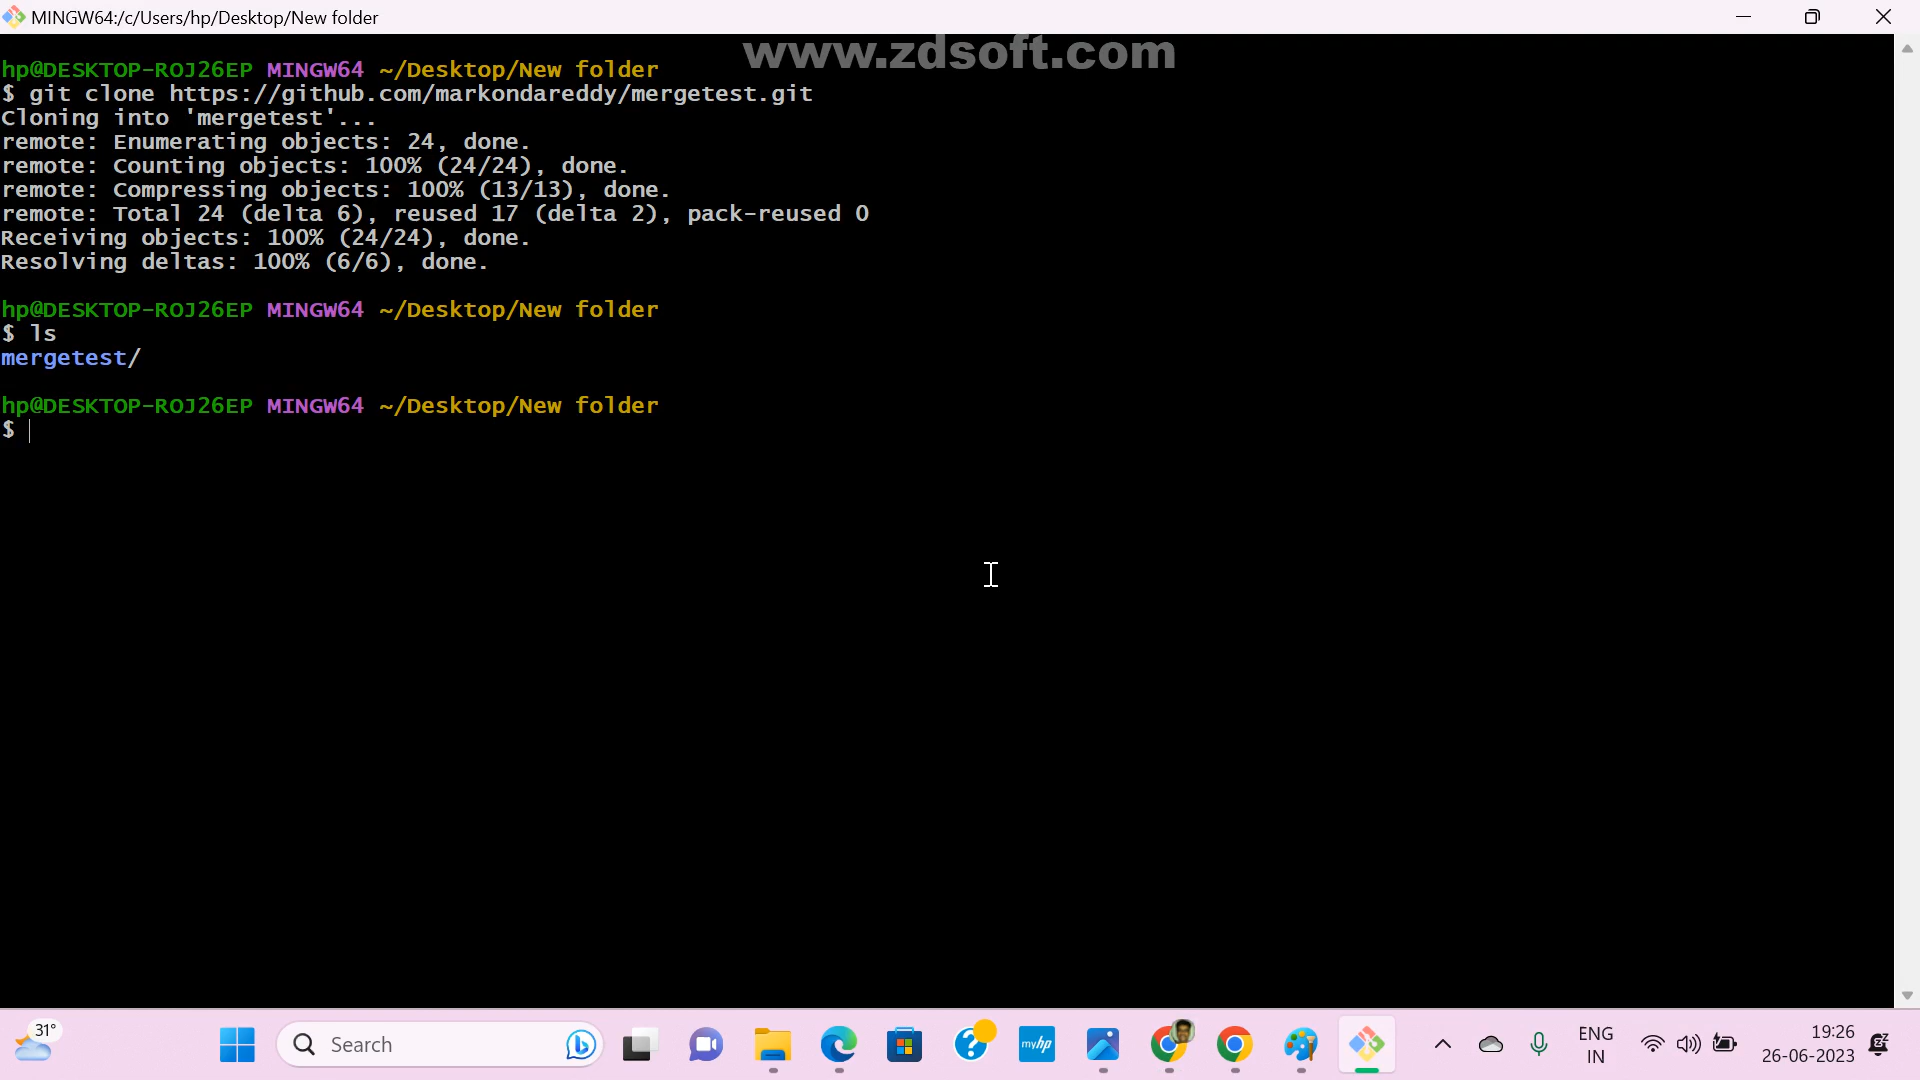 MINGW64:/c/Users/hp/Desktop/New folder
www.zdsoft.com
hp@DESKTOP-ROJ26EP MINGW64 ~/Desktop/New folder
$ git clone https://github.com/markondareddy/mergetest.git
Cloning into 'mergetest'...
remote: Enumerating objects: 24, done.
remote: Counting objects: 100% (24/24), done.
remote: Compressing objects: 100% (13/13), done.
remote: Total 24 (delta 6), reused 17 (delta 2), pack-reused 0
Receiving objects: 100% (24/24), done.
Resolving deltas: 100% (6/6), done.
hp@DESKTOP-ROJ26EP MINGW64 ~/Desktop/New folder
$ ls
mergetest/
hp@DESKTOP-ROJ26EP MINGW64 ~/Desktop/New folder
$
31°
Search
myhp
ENG
IN
19:26
26-06-2023